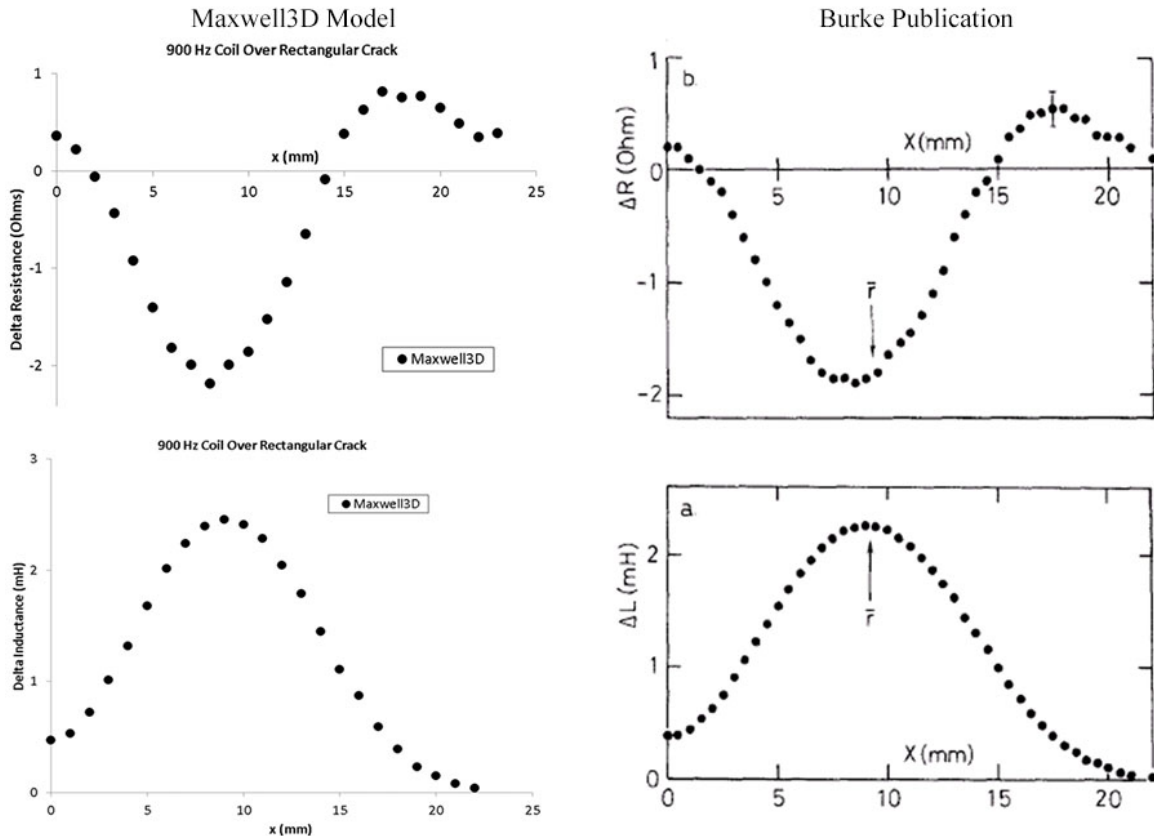 Maxwell3D Model
900 Hz Coil Over Rectangular Crack
1
0
-1
-2
0
5
10
15
20
25
x (mm)
Delta Resistance (Ohms)
Maxwell3D
Burke Publication
b.
1
0
-1
-2
ΔR (Ohm)
X (mm)
5
10
15
20
r̄
900 Hz Coil Over Rectangular Crack
3
2
1
0
0
5
10
15
20
25
x (mm)
Delta Inductance (mH)
Maxwell3D
a.
2
1
0
ΔL (mH)
r̄
X (mm)
0
5
10
15
20